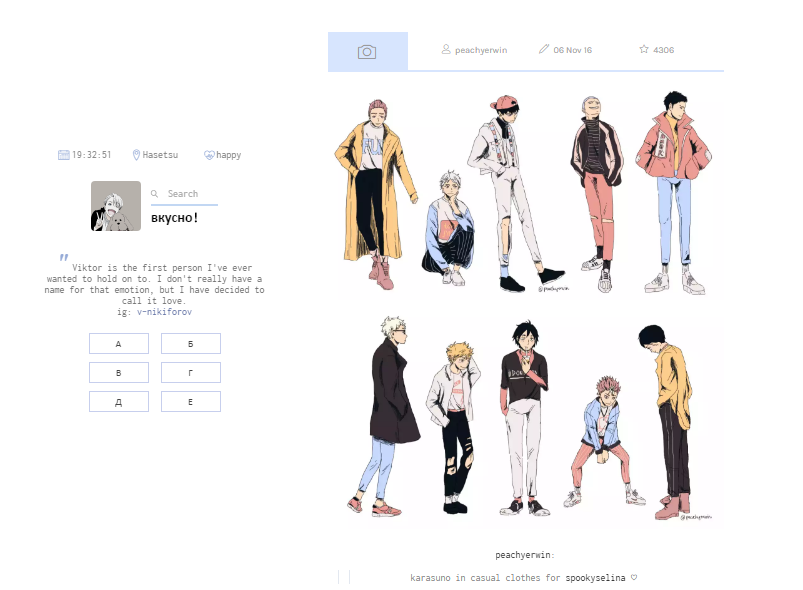 peachyerwin 06 Nov 16 4306
19:32:51 Hasetsu happy
Search
вкусно!
" Viktor is the first person I've ever
wanted to hold on to. I don't really have a
name for that emotion, but I have decided to
call it love.
ig: v-nikiforov
А Б
В Г
Д Е
@peachyerwin
@peachyerwin
peachyerwin:
karasuno in casual clothes for spookyselina ♡